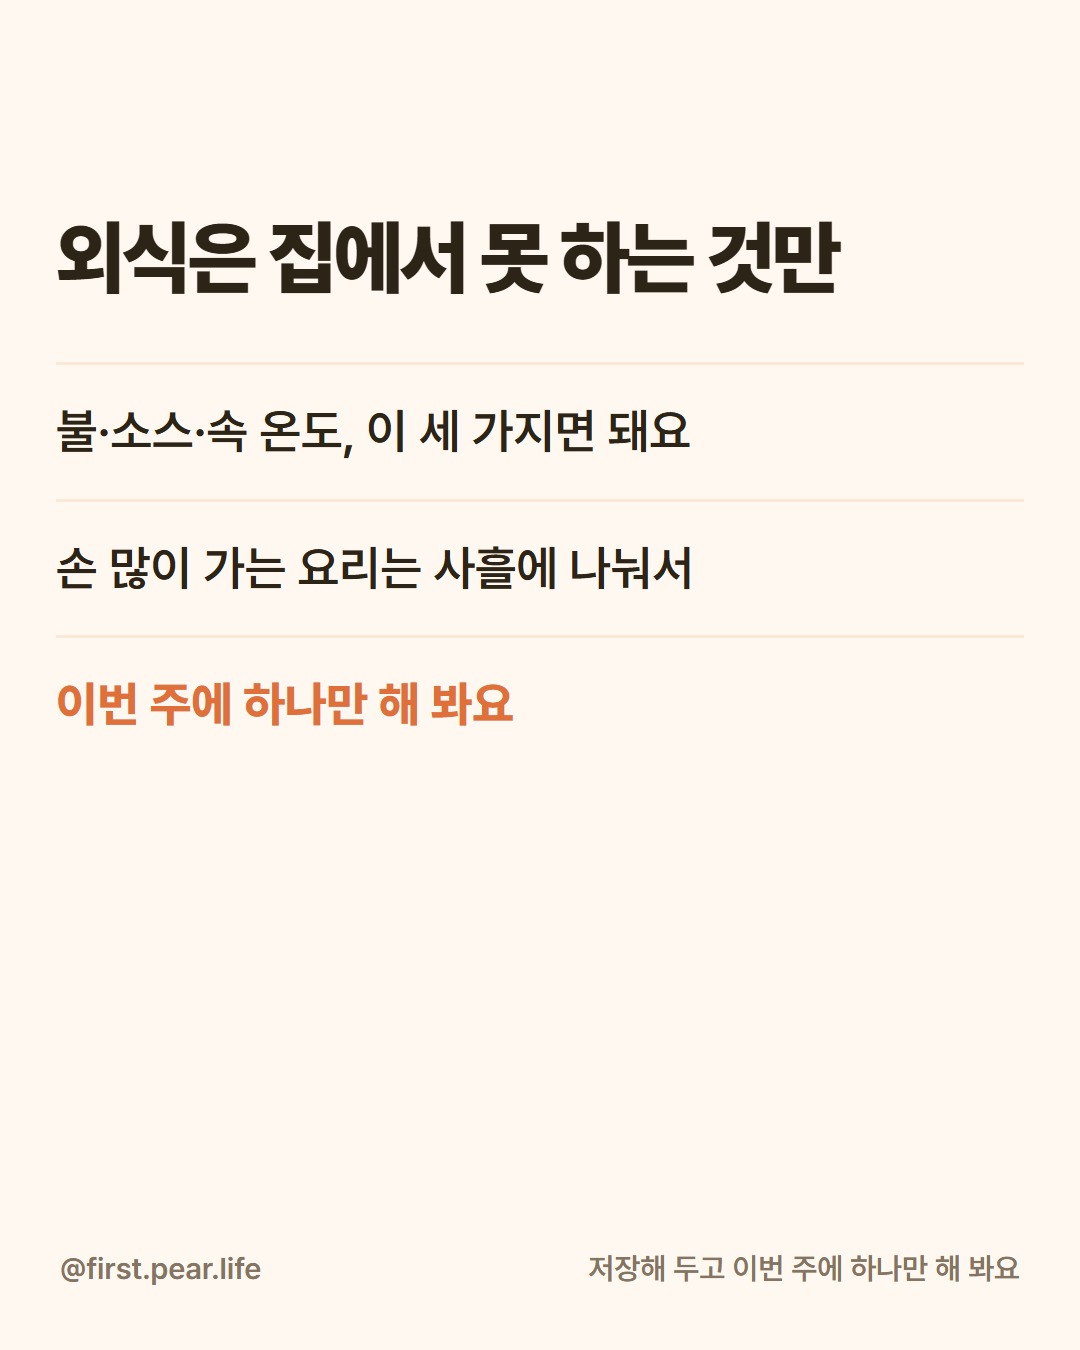 외식은 집에서 못 하는 것만
불·소스·속 온도, 이 세 가지면 돼요
손 많이 가는 요리는 사흘에 나눠서
이번 주에 하나만 해 봐요
@first.pear.life
저장해 두고 이번 주에 하나만 해 봐요